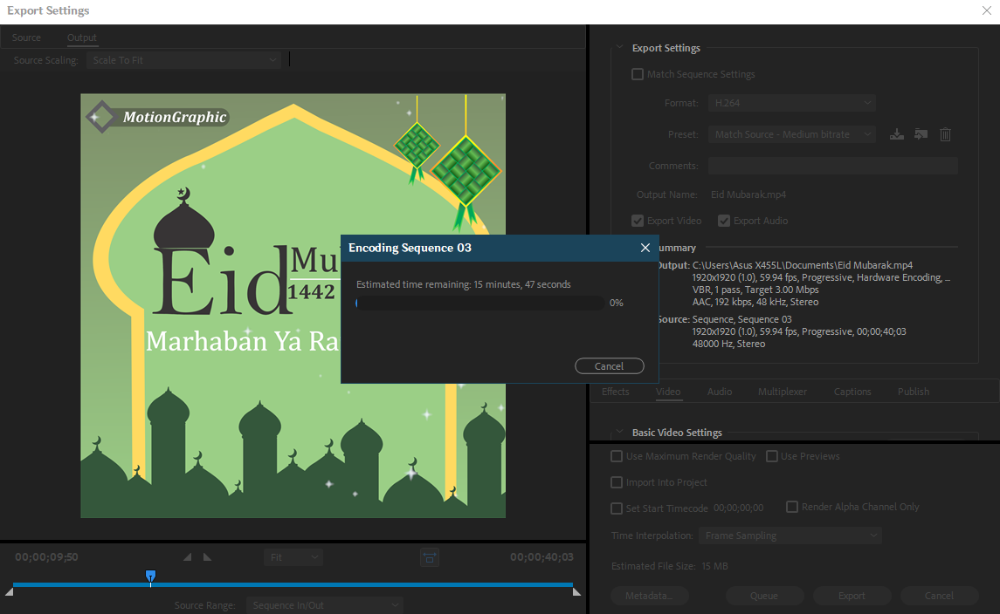 Export Settings
Source
Output
Source Scaling:
Scale To Fit
MotionGraphic
Eid
Mu
1442
Marhaban Ya Ra
00;00;09;50
Fit
00;00;40;03
Source Range:
Sequence In/Out
Encoding Sequence 03
Estimated time remaining: 15 minutes, 47 seconds
0%
Cancel
Export Settings
Match Sequence Settings
Format:
H.264
Preset:
Match Source - Medium bitrate
Comments:
Output Name:
Eid Mubarak.mp4
Export Video
Export Audio
ummary
Output: C:\Users\Asus X455L\Documents\Eid Mubarak.mp4
1920x1920 (1.0), 59.94 fps, Progressive, Hardware Encoding, ...
VBR, 1 pass, Target 3.00 Mbps
AAC, 192 kbps, 48 kHz, Stereo
Source: Sequence, Sequence 03
1920x1920 (1.0), 59.94 fps, Progressive, 00;00;40;03
48000 Hz, Stereo
Effects
Video
Audio
Multiplexer
Captions
Publish
Basic Video Settings
Use Maximum Render Quality
Use Previews
Import Into Project
Set Start Timecode
00;00;00;00
Render Alpha Channel Only
Time Interpolation:
Frame Sampling
Estimated File Size:
15 MB
Metadata...
Queue
Export
Cancel